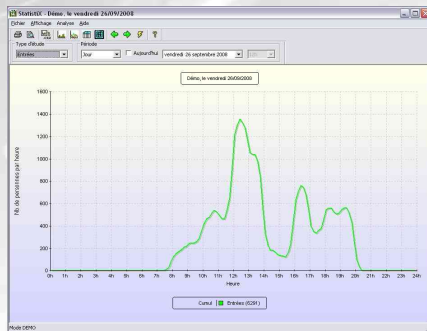 StatistiX - Démo, le vendredi 26/09/2008
Fichier Affichage Analyse Aide
Type d'étude
Entrées
Période
Jour
Aujourd'hui
vendredi 26 septembre 2008
Démo, le vendredi 26/09/2008
Nb de personnes par heure
1600
1400
1200
1000
800
600
400
200
0
0h 1h 2h 3h 4h 5h 6h 7h 8h 9h 10h 11h 12h 13h 14h 15h 16h 17h 18h 19h 20h 21h 22h 23h 24h
Heure
Cumul Entrées (6291)
Mode DEMO